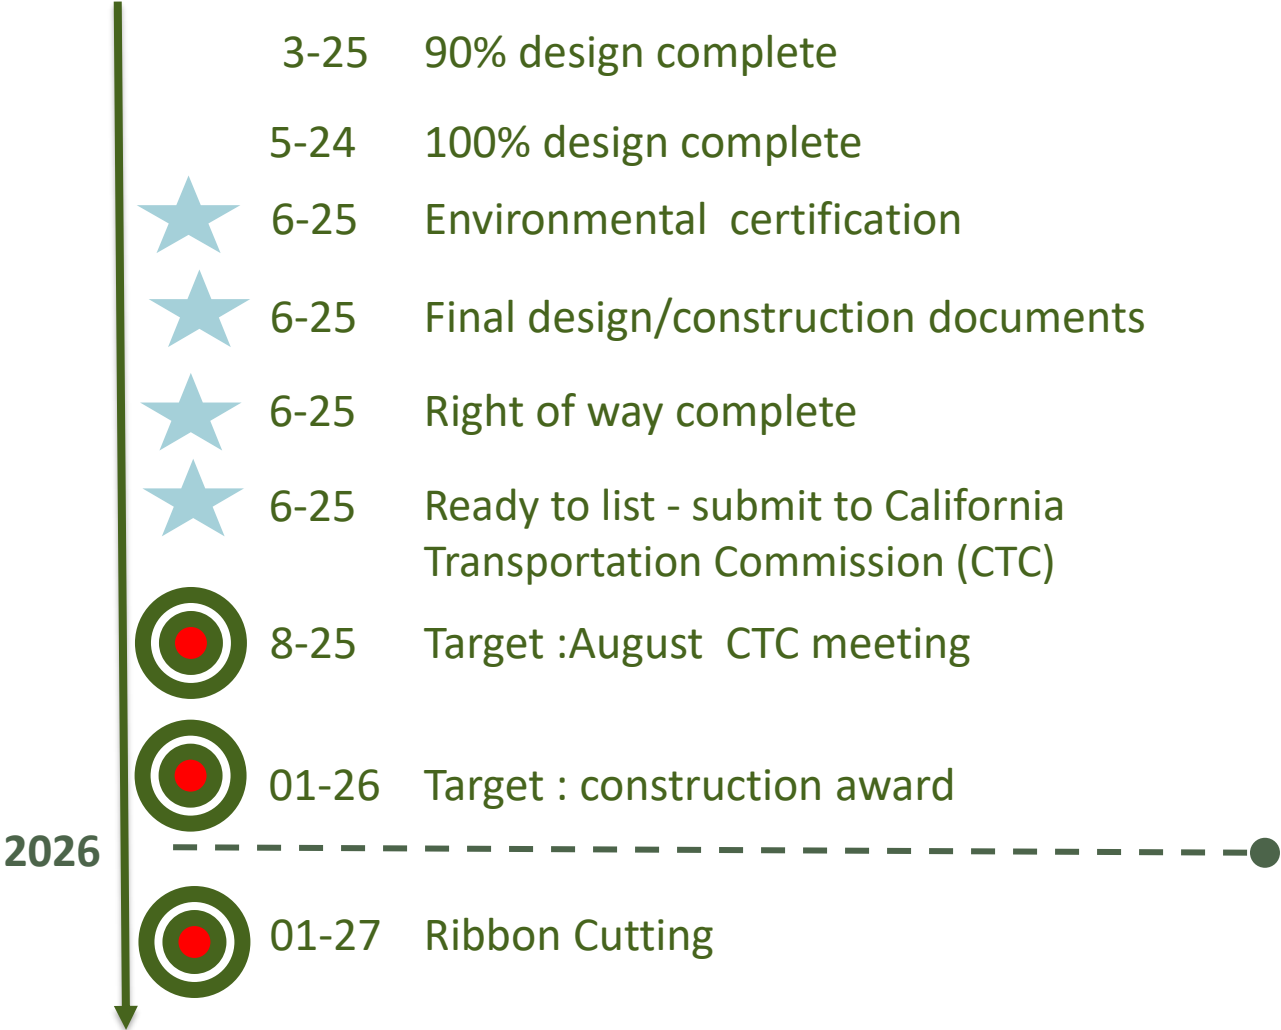 3-25 90% design complete
5-24 100% design complete
6-25 Environmental certification
6-25 Final design/construction documents
6-25 Right of way complete
6-25 Ready to list - submit to California
Transportation Commission (CTC)
8-25 Target :August CTC meeting
01-26 Target : construction award
2026
01-27 Ribbon Cutting